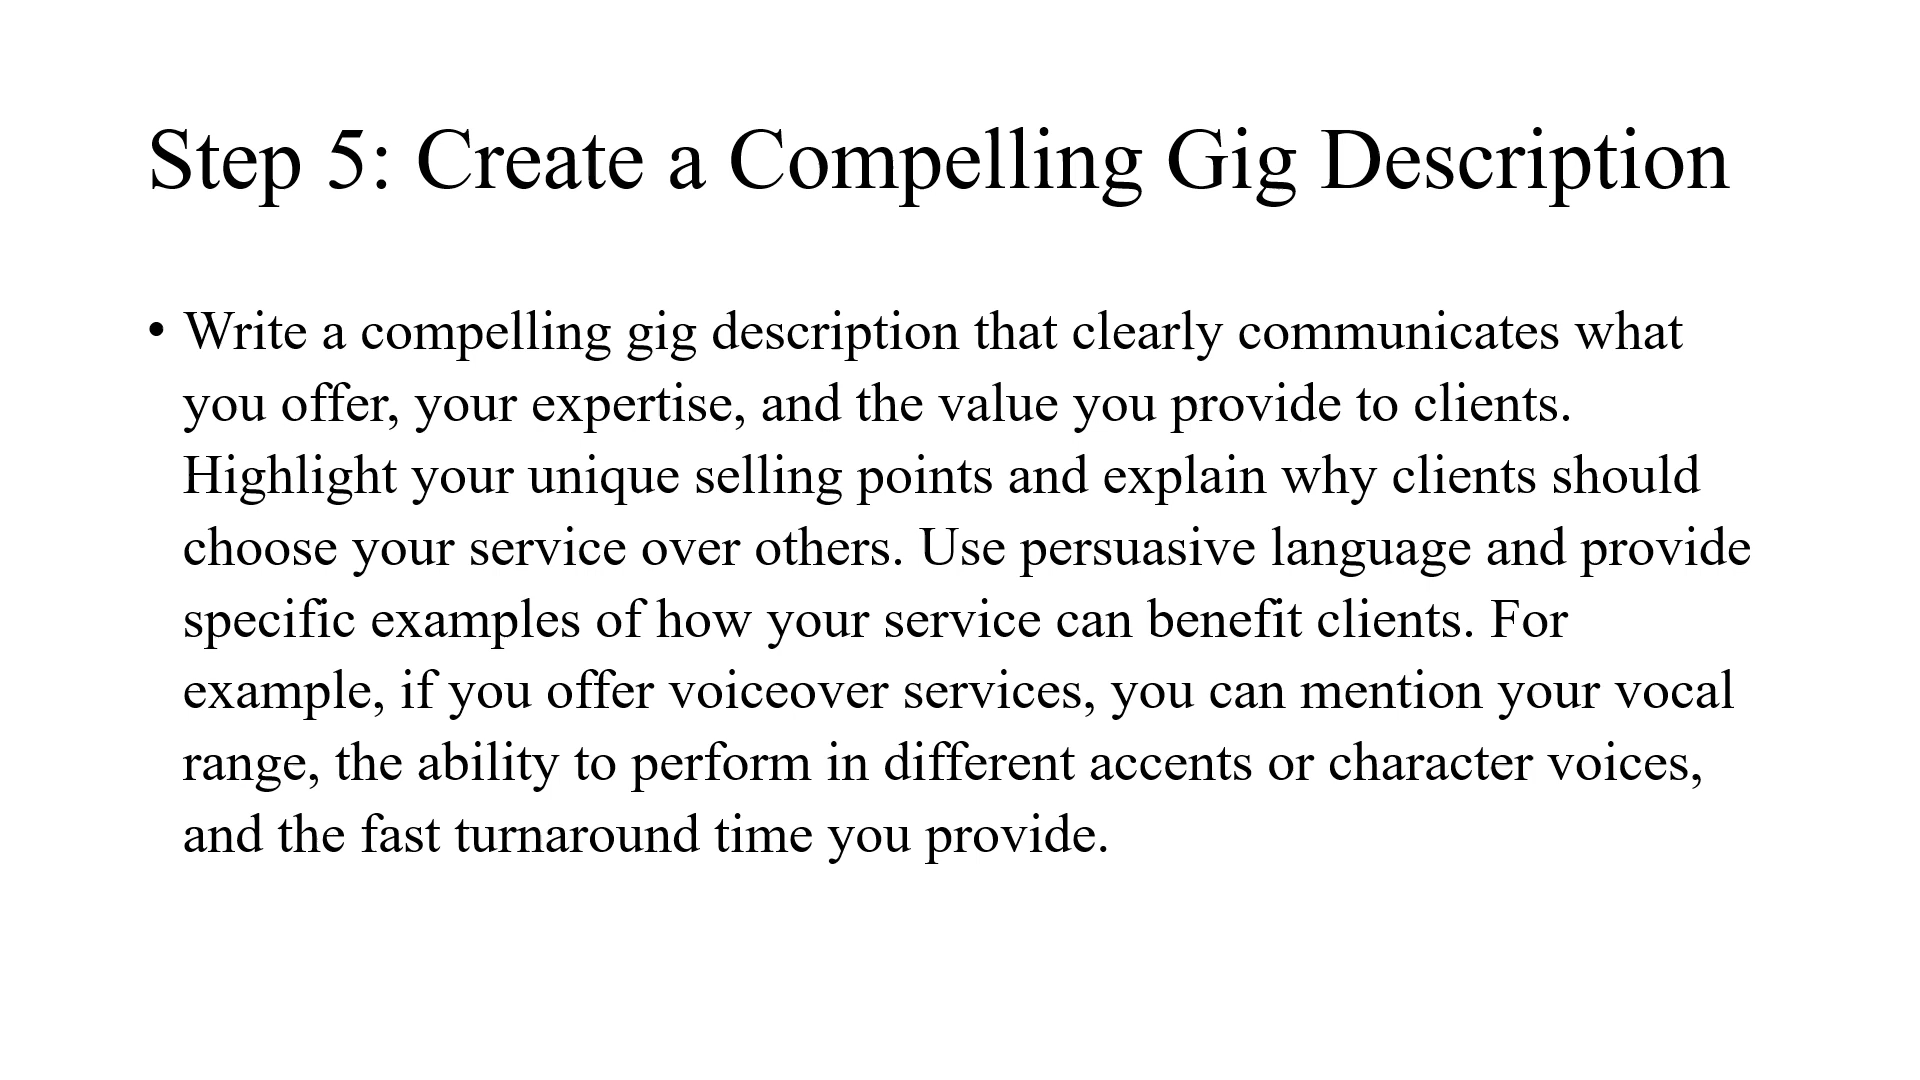 Step 5: Create a Compelling Gig Description
• Write a compelling gig description that clearly communicates what
you offer, your expertise, and the value you provide to clients.
Highlight your unique selling points and explain why clients should
choose your service over others. Use persuasive language and provide
specific examples of how your service can benefit clients. For
example, if you offer voiceover services, you can mention your vocal
range, the ability to perform in different accents or character voices,
and the fast turnaround time you provide.